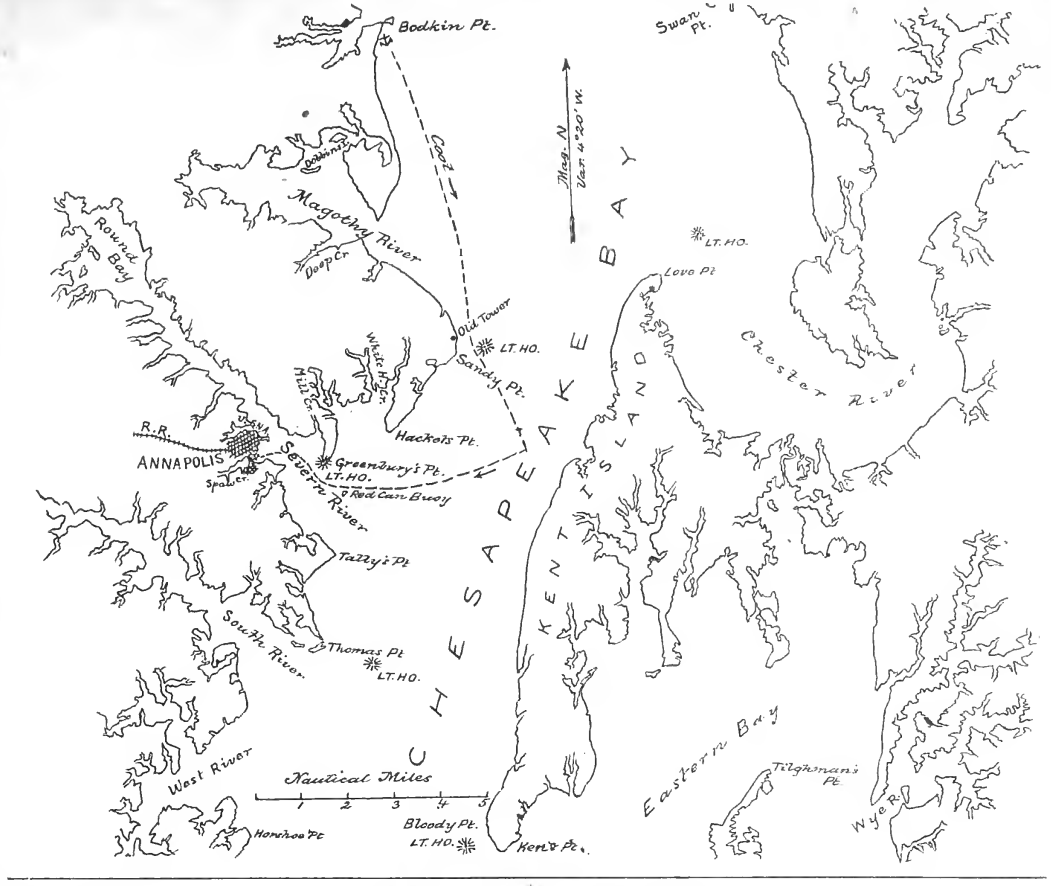 Bodkin Pt.
Swan
Pt.
Coot
Mag. N
Var. 4°20' W.
Dobbins I.
Magothy River
Deep Cr.
Round
Bay
LT. HO.
Love Pt
Old Tower
LT. HO.
Sandy Pt.
White H. Cr.
Mill Cr.
Chester River
Hackets Pt.
R.R.
U.S.N.A.
ANNAPOLIS
Spa Cr.
Severn River
Greenbury's Pt.
LT. HO.
Red Can Buoy
CHESAPEAKE BAY
KENT ISLAND
Tally's Pt
South River
Thomas Pt
LT. HO.
West River
Eastern Bay
Tilghman's
Pt.
Wye R.
Nautical Miles
1 2 3 4 5
Horshoe Pt
Bloody Pt.
LT. HO.
Kent Pt.